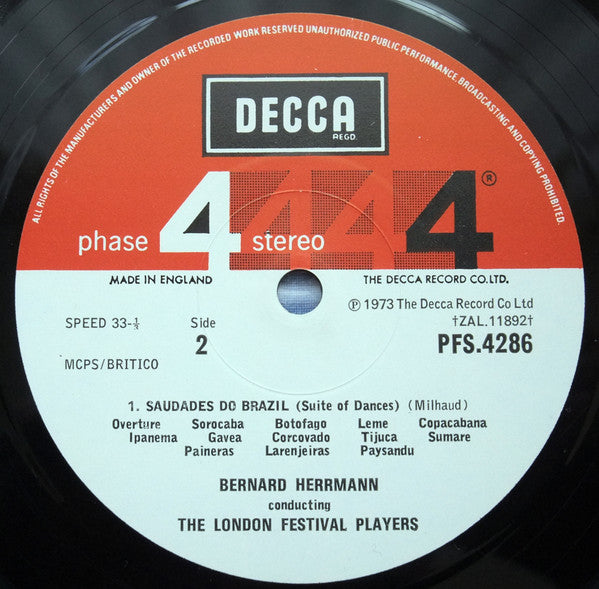 ALL RIGHTS OF THE MANUFACTURERS AND OWNER OF THE RECORDED WORK RESERVED UNAUTHORIZED PUBLIC PERFORMANCE, BROADCASTING AND COPYING PROHIBITED.
DECCA
REGD.
phase 4 stereo 4 4 4 ®
MADE IN ENGLAND THE DECCA RECORD CO.LTD.
℗ 1973 The Decca Record Co Ltd
SPEED 33-⅓ Side †ZAL.11892†
2 PFS.4286
MCPS/BRITICO
1. SAUDADES DO BRAZIL (Suite of Dances) (Milhaud)
Overture Sorocaba Botofago Leme Copacabana
Ipanema Gavea Corcovado Tijuca Sumare
Paineras Larenjeiras Paysandu
BERNARD HERRMANN
conducting
THE LONDON FESTIVAL PLAYERS